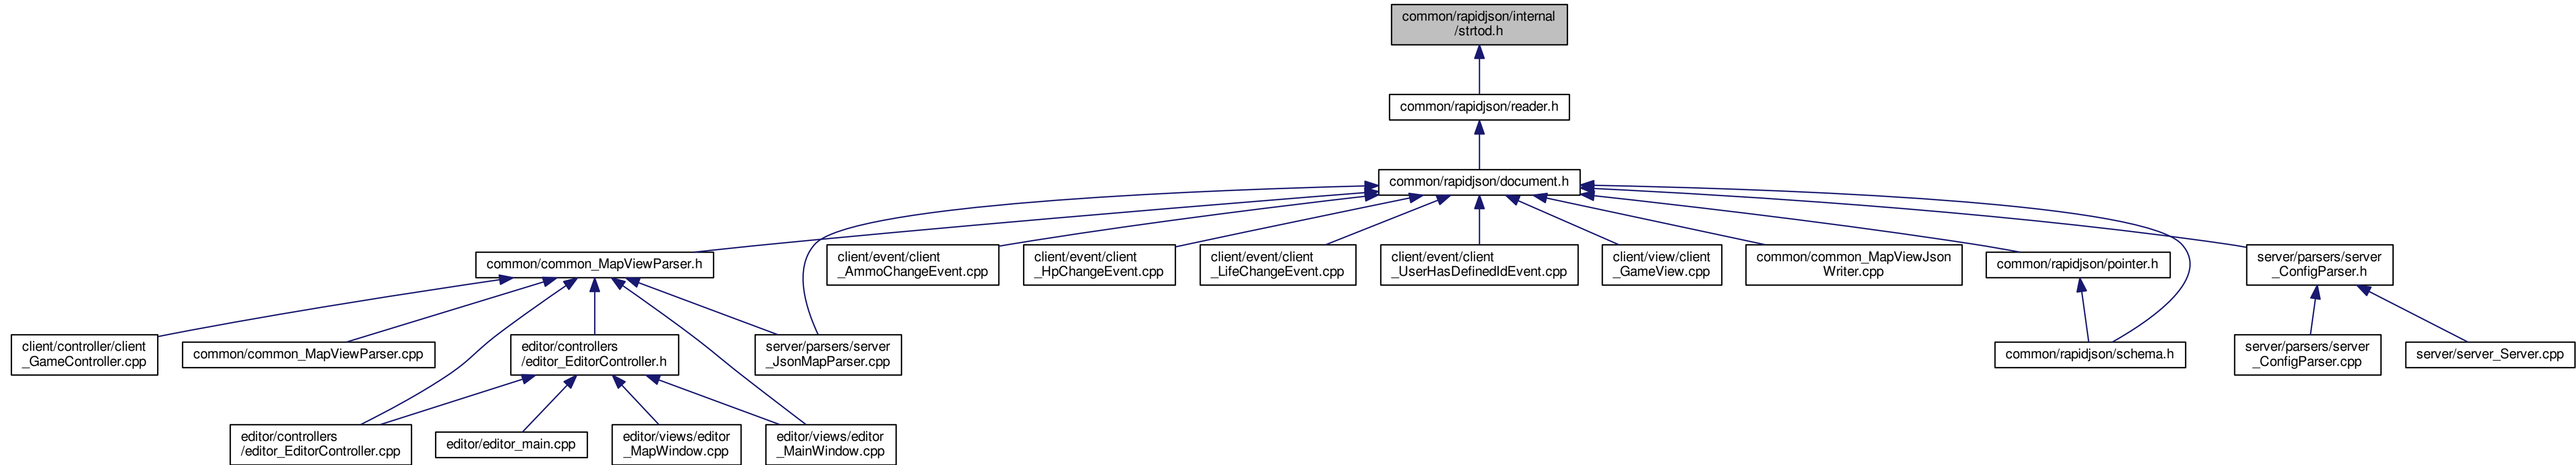 common/rapidjson/internal
/strtod.h
common/rapidjson/reader.h
common/rapidjson/document.h
common/common_MapViewParser.h
client/event/client
_AmmoChangeEvent.cpp
client/event/client
_HpChangeEvent.cpp
client/event/client
_LifeChangeEvent.cpp
client/event/client
_UserHasDefinedIdEvent.cpp
client/view/client
_GameView.cpp
common/common_MapViewJson
Writer.cpp
common/rapidjson/pointer.h
server/parsers/server
_ConfigParser.h
client/controller/client
_GameController.cpp
common/common_MapViewParser.cpp
editor/controllers
/editor_EditorController.h
server/parsers/server
_JsonMapParser.cpp
common/rapidjson/schema.h
server/parsers/server
_ConfigParser.cpp
server/server_Server.cpp
editor/controllers
/editor_EditorController.cpp
editor/editor_main.cpp
editor/views/editor
_MapWindow.cpp
editor/views/editor
_MainWindow.cpp